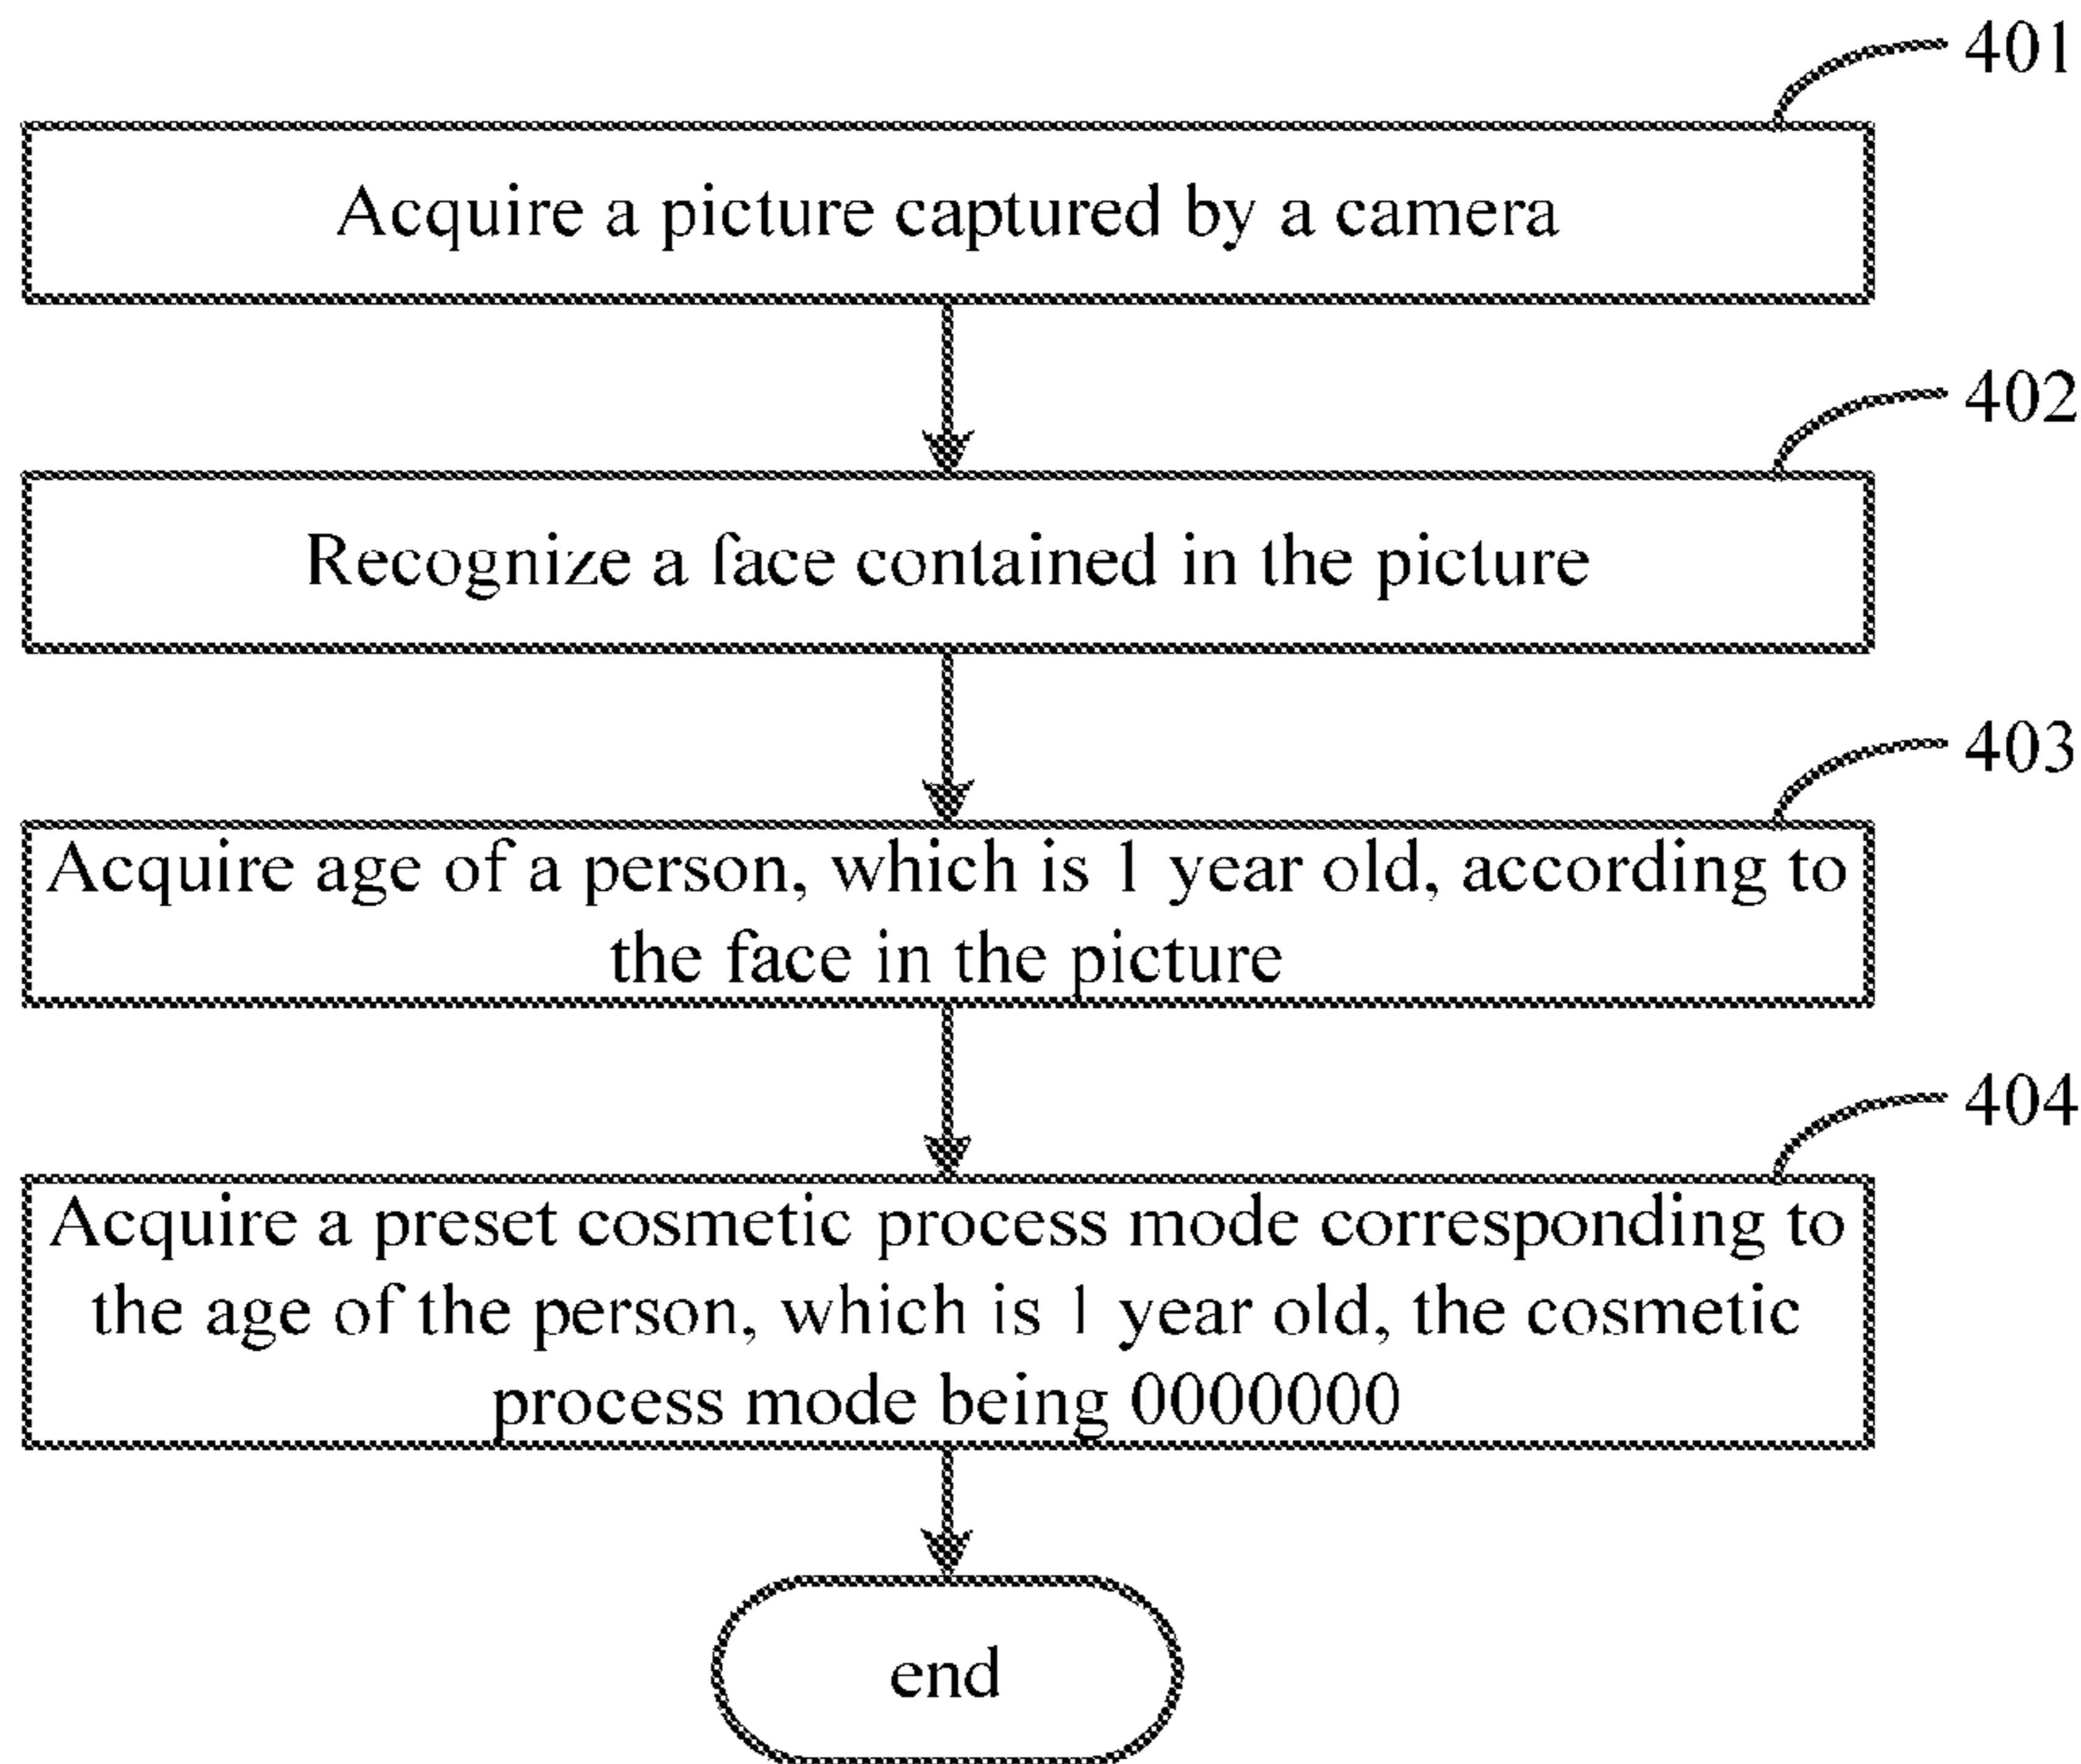 401
Acquire a picture captured by a camera
402
Recognize a face contained in the picture
403
Acquire age of a person, which is 1 year old, according to
the face in the picture
404
Acquire a preset cosmetic process mode corresponding to
the age of the person, which is 1 year old, the cosmetic
process mode being 0000000
end